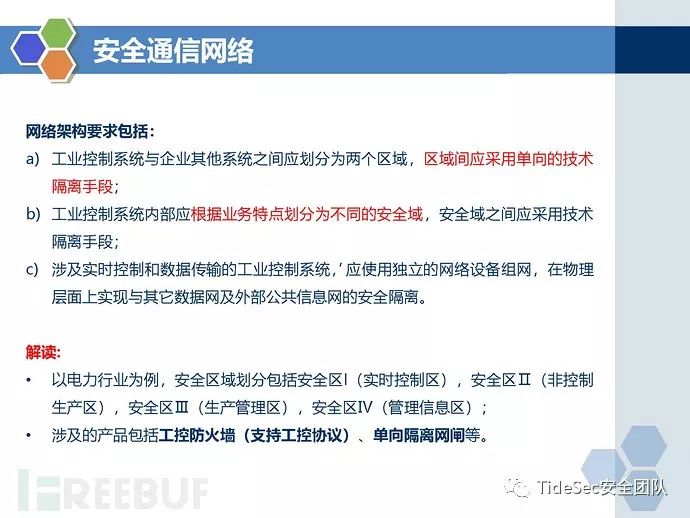 安全通信网络
网络架构要求包括：
a) 工业控制系统与企业其他系统之间应划分为两个区域，区域间应采用单向的技术
隔离手段；
b) 工业控制系统内部应根据业务特点划分为不同的安全域，安全域之间应采用技术
隔离手段；
c) 涉及实时控制和数据传输的工业控制系统，'应使用独立的网络设备组网，在物理
层面上实现与其它数据网及外部公共信息网的安全隔离。
解读:
• 以电力行业为例，安全区域划分包括安全区Ⅰ（实时控制区），安全区Ⅱ（非控制
生产区），安全区Ⅲ（生产管理区），安全区Ⅳ（管理信息区）；
• 涉及的产品包括工控防火墙（支持工控协议）、单向隔离网闸等。
FREEBUF
TideSec安全团队